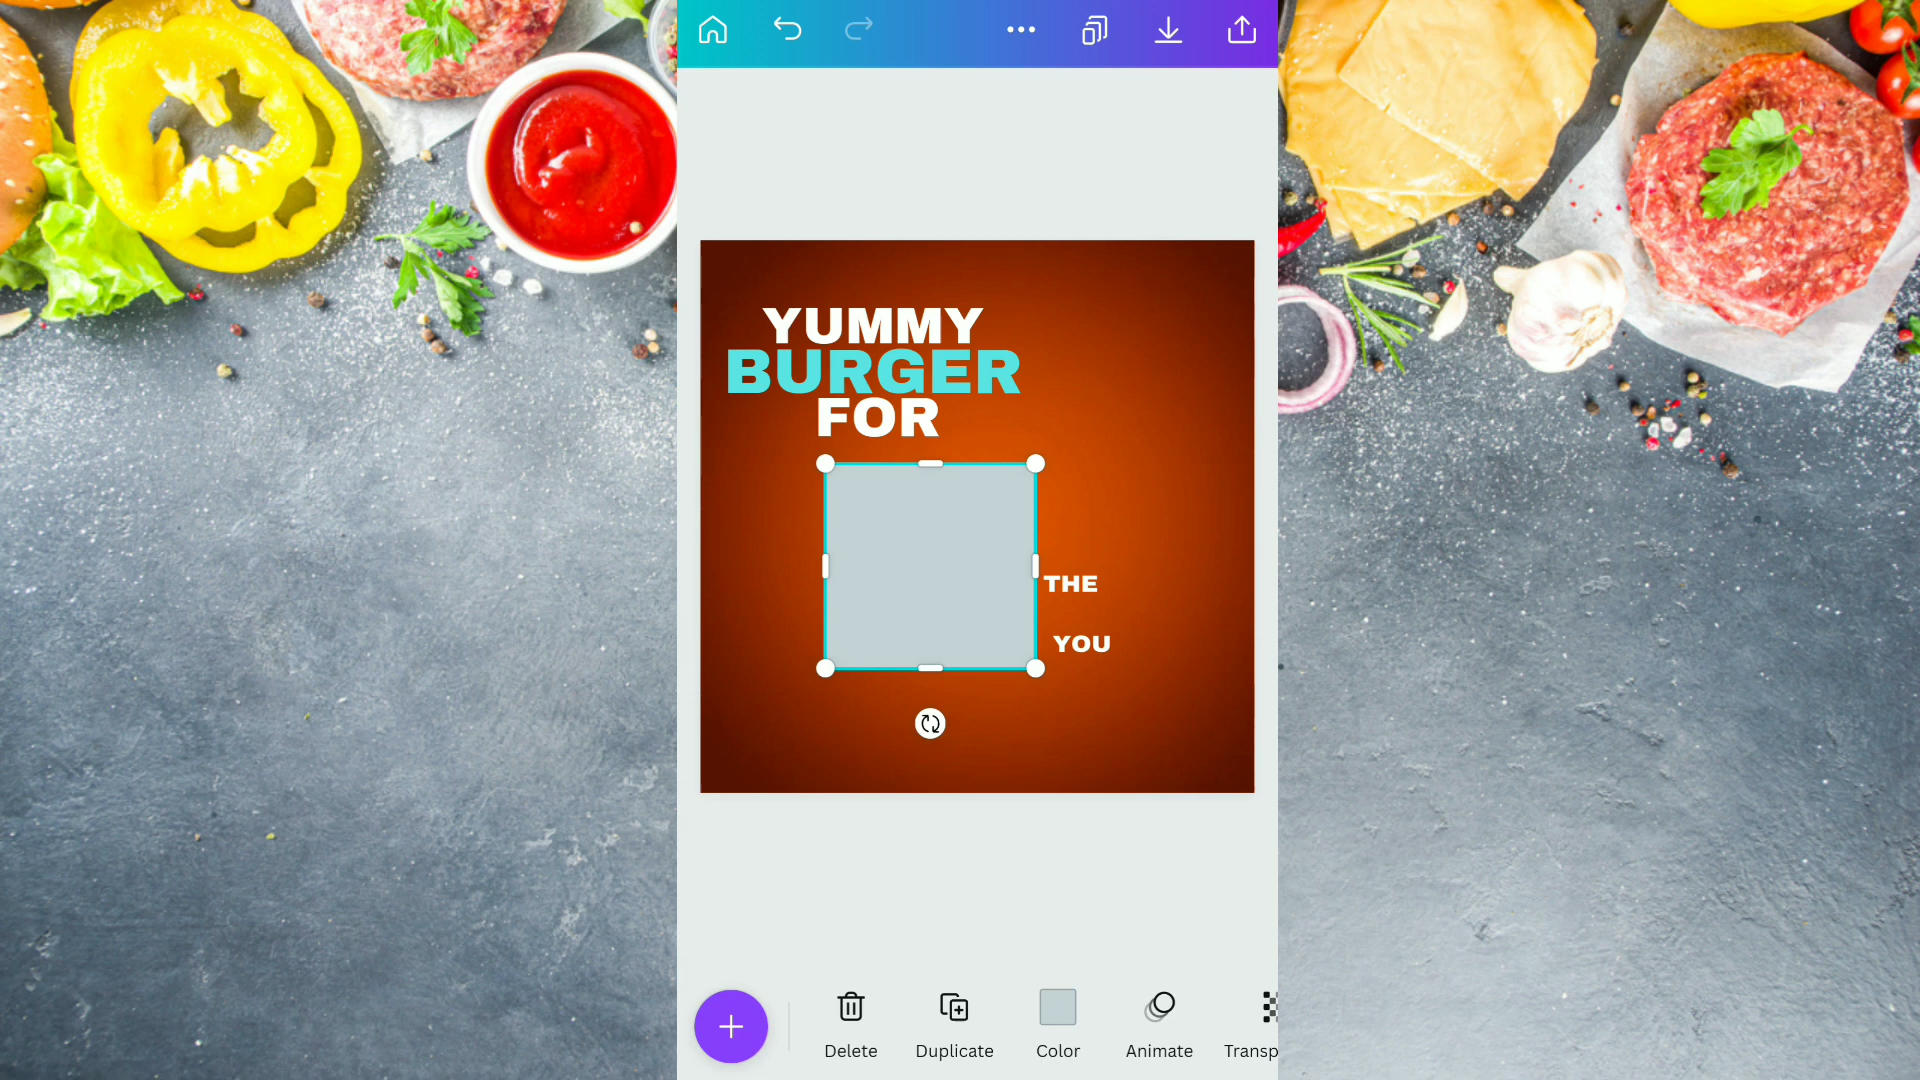 YUMMY
BURGER
FOR
THE
YOU
Delete
Duplicate
Color
Animate
Transp